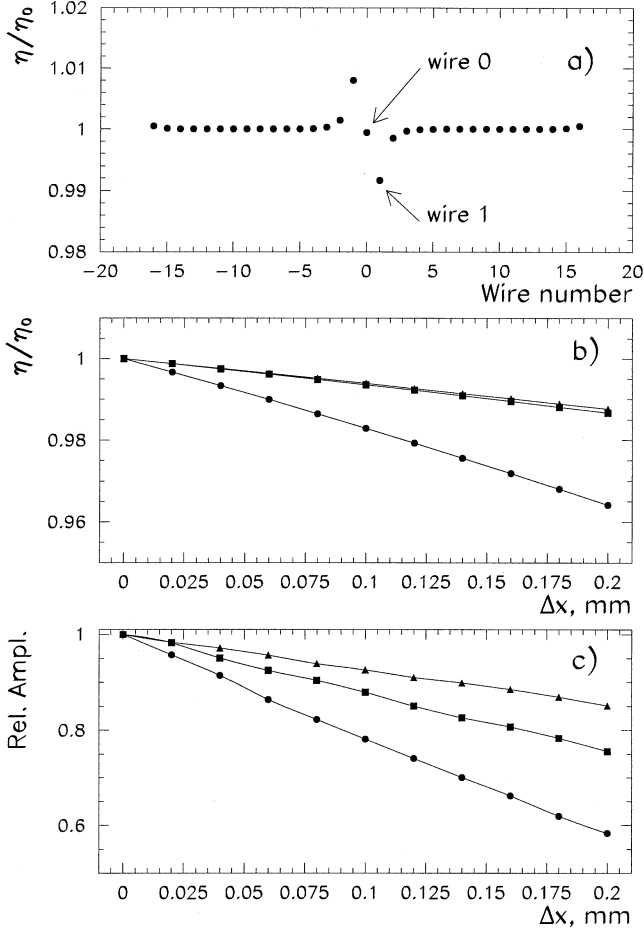 η/η₀
1.02
1.01
1
0.99
0.98
wire 0
a)
wire 1
−20 −15 −10 −5 0 5 10 15 20
Wire number
η/η₀
1
0.98
0.96
b)
0 0.025 0.05 0.075 0.1 0.125 0.15 0.175 0.2
Δx, mm
Rel. Ampl.
1
0.8
0.6
c)
0 0.025 0.05 0.075 0.1 0.125 0.15 0.175 0.2
Δx, mm